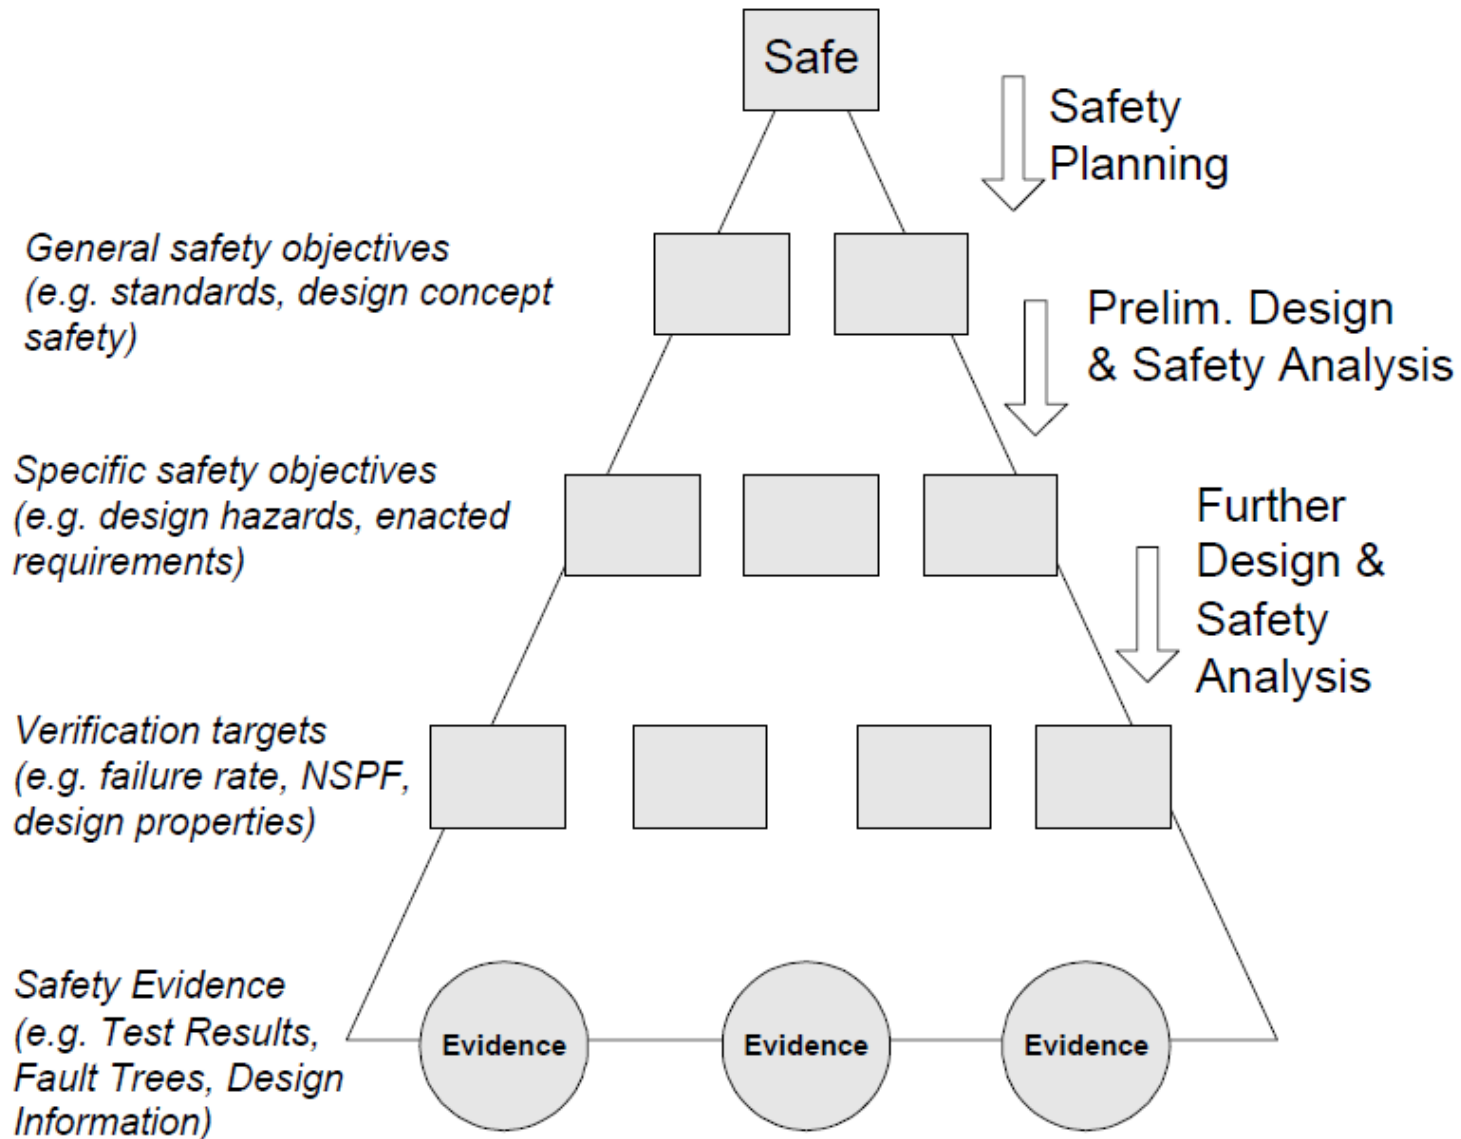 Safe
Safety
Planning
General safety objectives
(e.g. standards, design concept
safety)
Prelim. Design
& Safety Analysis
Specific safety objectives
(e.g. design hazards, enacted
requirements)
Further
Design &
Safety
Analysis
Verification targets
(e.g. failure rate, NSPF,
design properties)
Safety Evidence
(e.g. Test Results,
Fault Trees, Design
Information)
Evidence
Evidence
Evidence